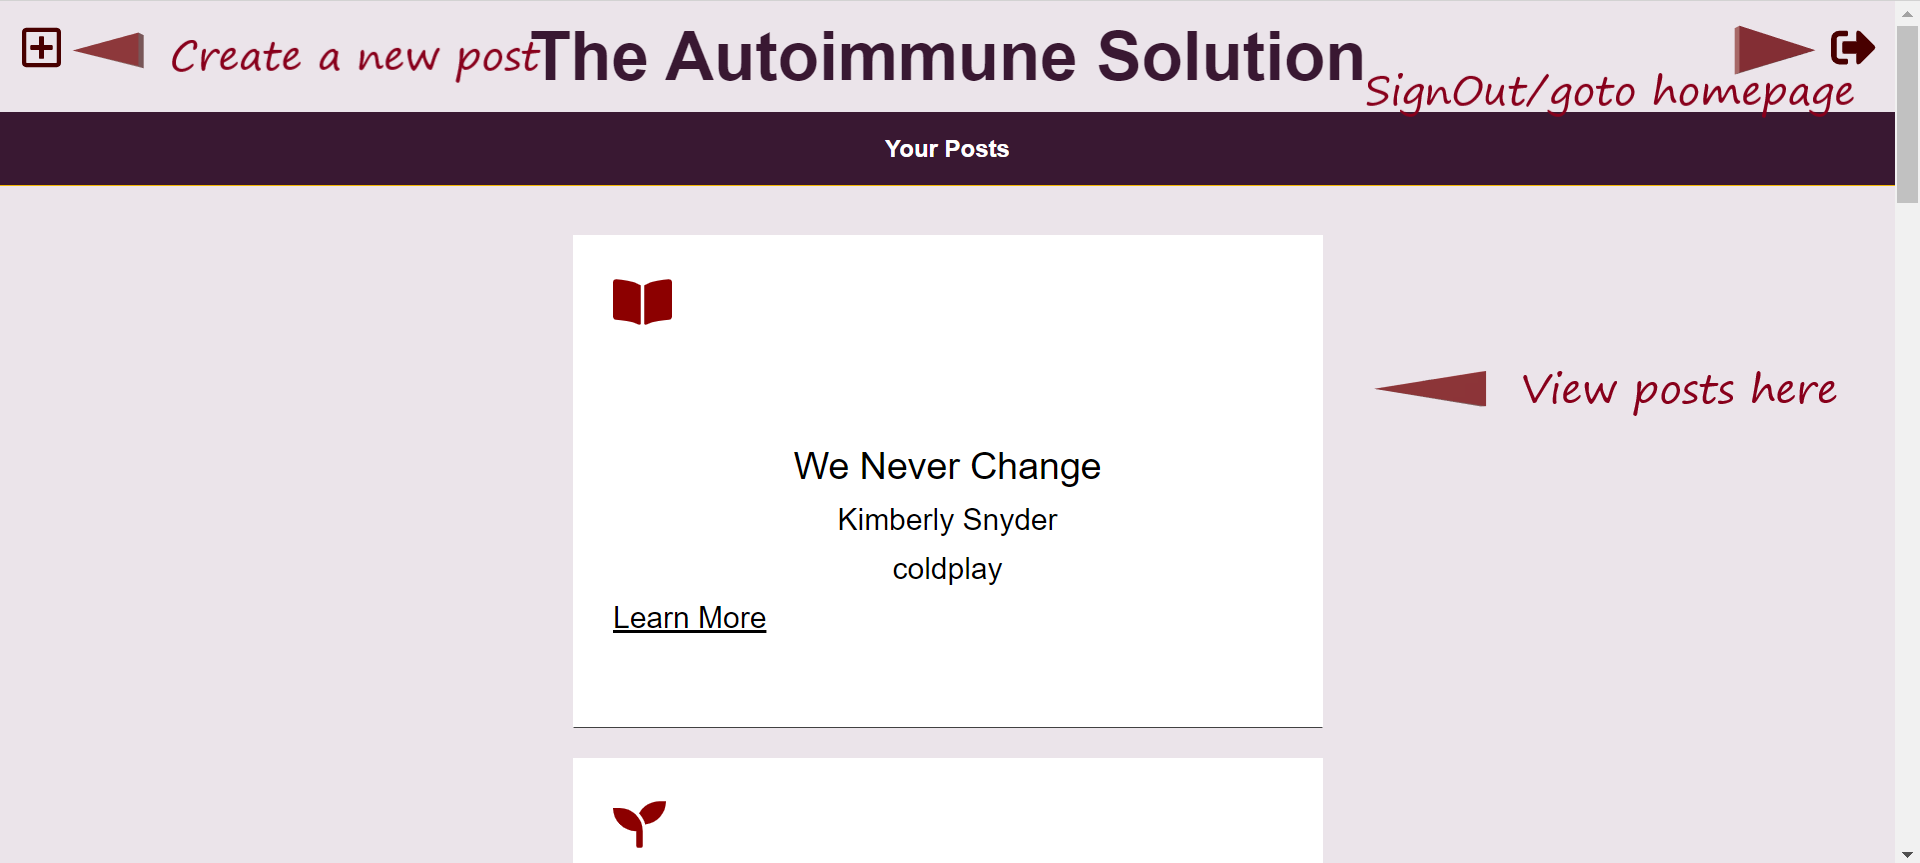 Create a new post
The Autoimmune Solution
SignOut/goto homepage
Your Posts
View posts here
We Never Change
Kimberly Snyder
coldplay
Learn More